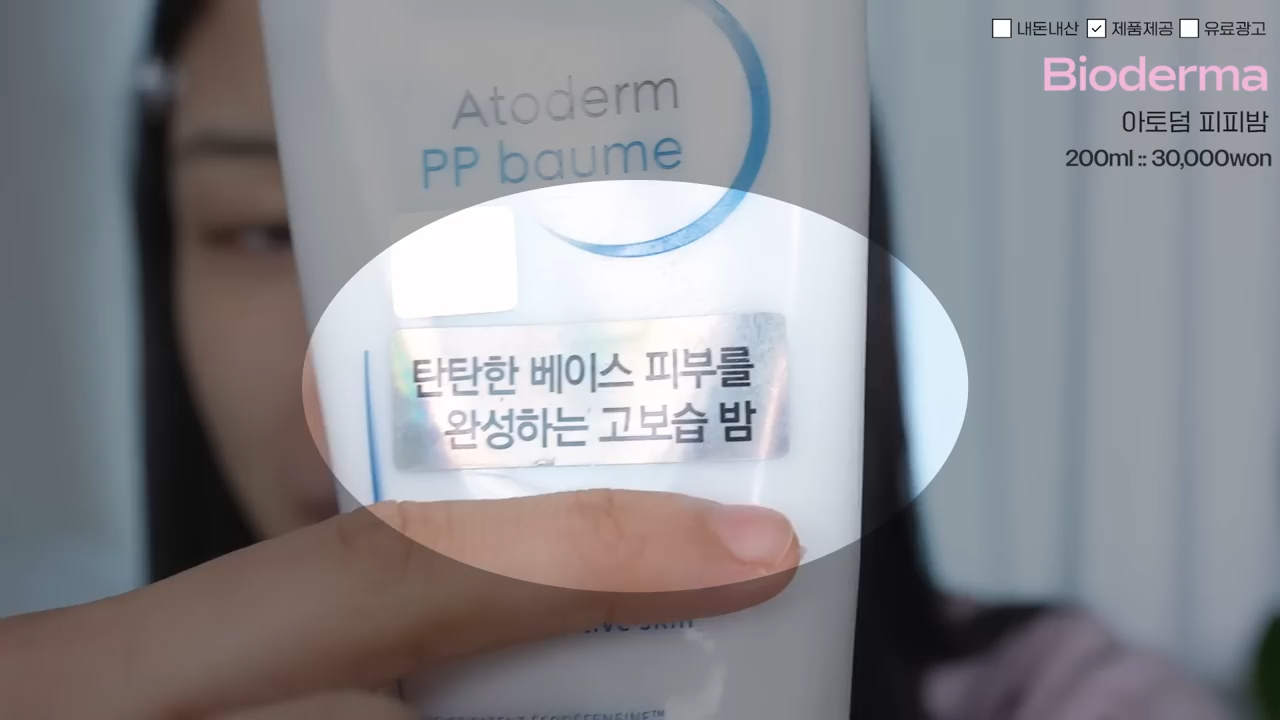 내돈내산 제품제공 유료광고
Bioderma
아토덤 피피밤
200ml :: 30,000won
Atoderm
PP baume
탄탄한 베이스 피부를
완성하는 고보습 밤
skin